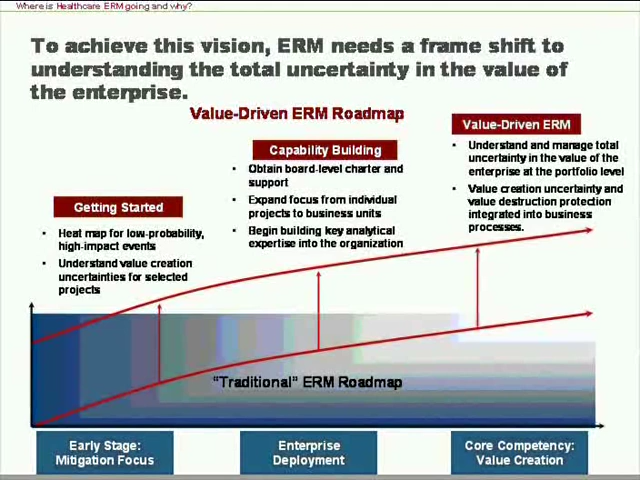 Where is Healthcare ERM going and why?
To achieve this vision, ERM needs a frame shift to
understanding the total uncertainty in the value of
the enterprise.
Value-Driven ERM Roadmap
Getting Started
• Heat map for low-probability,
high-impact events
• Understand value creation
uncertainties for selected
projects
Capability Building
• Obtain board-level charter and
support
• Expand focus from individual
projects to business units
• Begin building key analytical
expertise into the organization
Value-Driven ERM
• Understand and manage total
uncertainty in the value of the
enterprise at the portfolio level
• Value creation uncertainty and
value destruction protection
integrated into business
processes.
“Traditional” ERM Roadmap
Early Stage:
Mitigation Focus
Enterprise
Deployment
Core Competency:
Value Creation